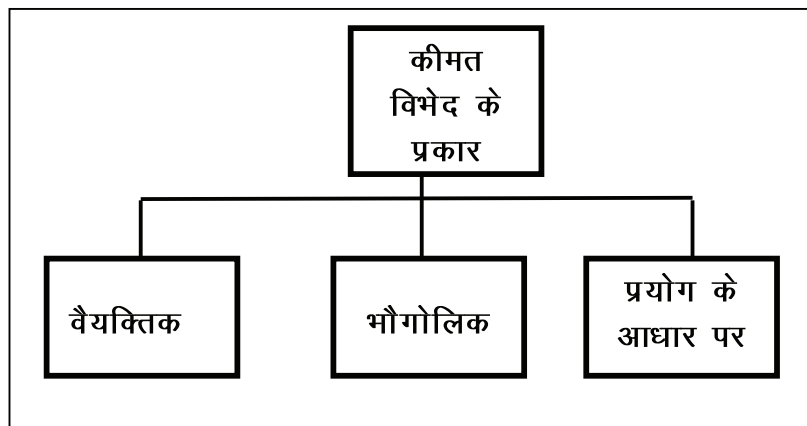 कीमत
विभेद के
प्रकार
वैयक्तिक
भौगोलिक
प्रयोग के
आधार पर